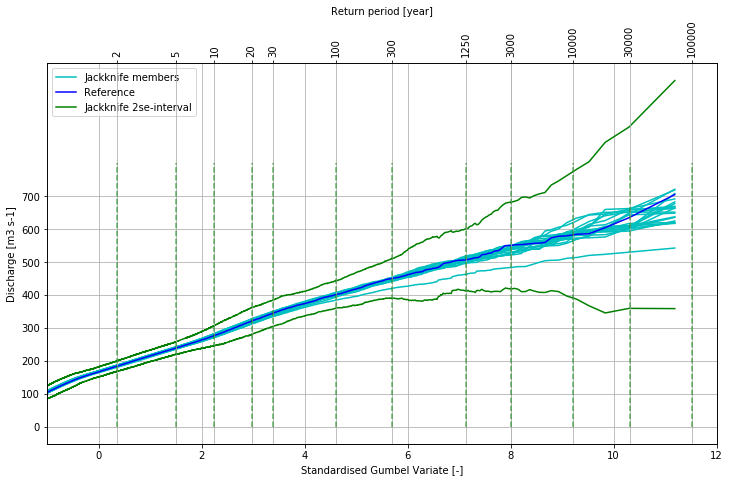 Return period [year]
2 5 10 20 30 100 300 1250 3000 10000 30000 100000
Jackknife members
Reference
Jackknife 2se-interval
Discharge [m3 s-1]
700
600
500
400
300
200
100
0
0 2 4 6 8 10 12
Standardised Gumbel Variate [-]